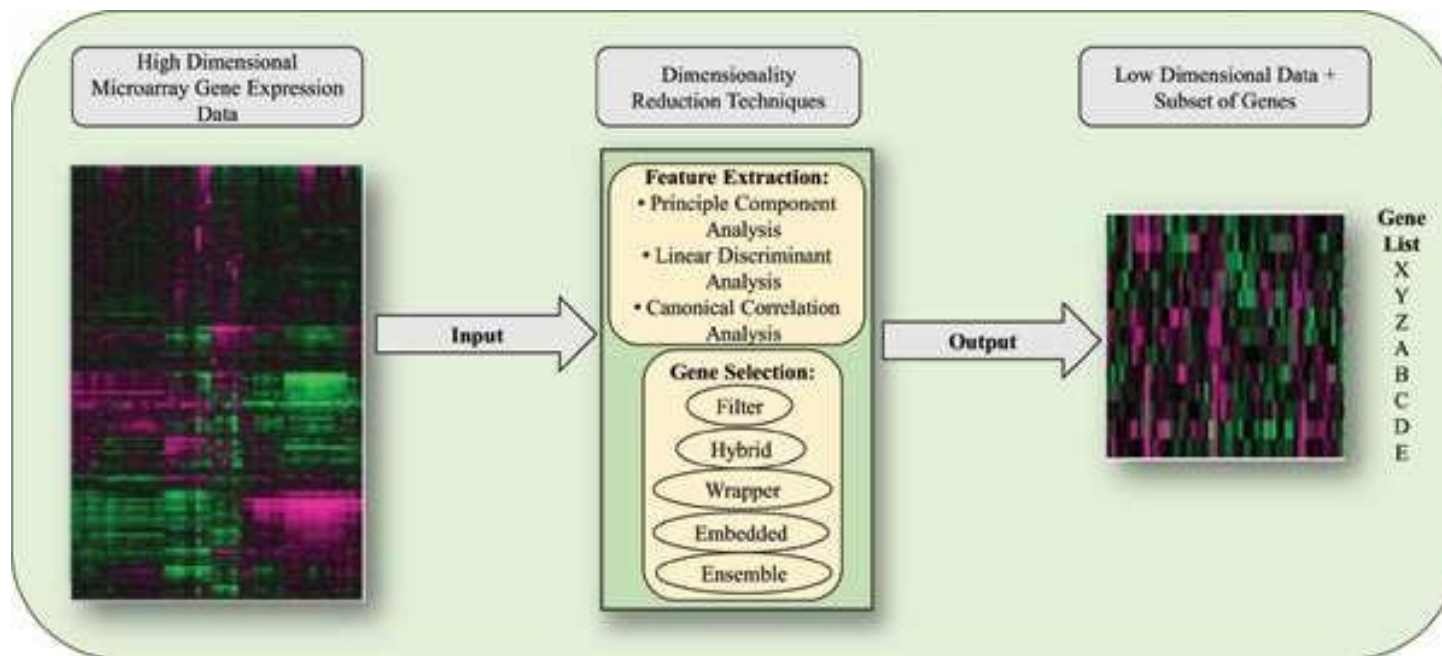 High Dimensional
Microarray Gene Expression
Data
Dimensionality
Reduction Techniques
Low Dimensional Data +
Subset of Genes
Feature Extraction:
• Principle Component
Analysis
• Linear Discriminant
Analysis
• Canonical Correlation
Analysis
Input
Output
Gene Selection:
Filter
Hybrid
Wrapper
Embedded
Ensemble
Gene
List
X
Y
Z
A
B
C
D
E